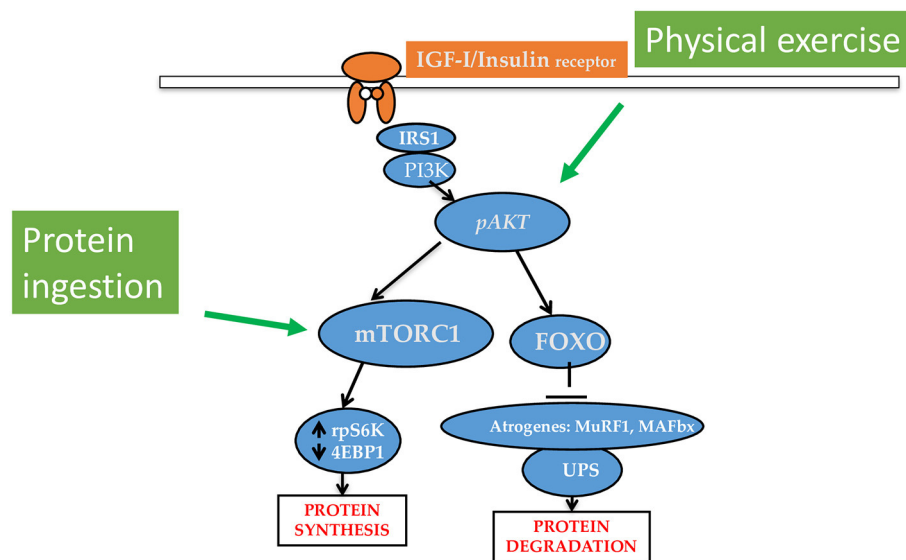 Physical exercise
IGF-I/Insulin receptor
IRS1
PI3K
pAKT
Protein
ingestion
mTORC1
FOXO
rpS6K
4EBP1
Atrogenes: MuRF1, MAFbx
UPS
PROTEIN
SYNTHESIS
PROTEIN
DEGRADATION